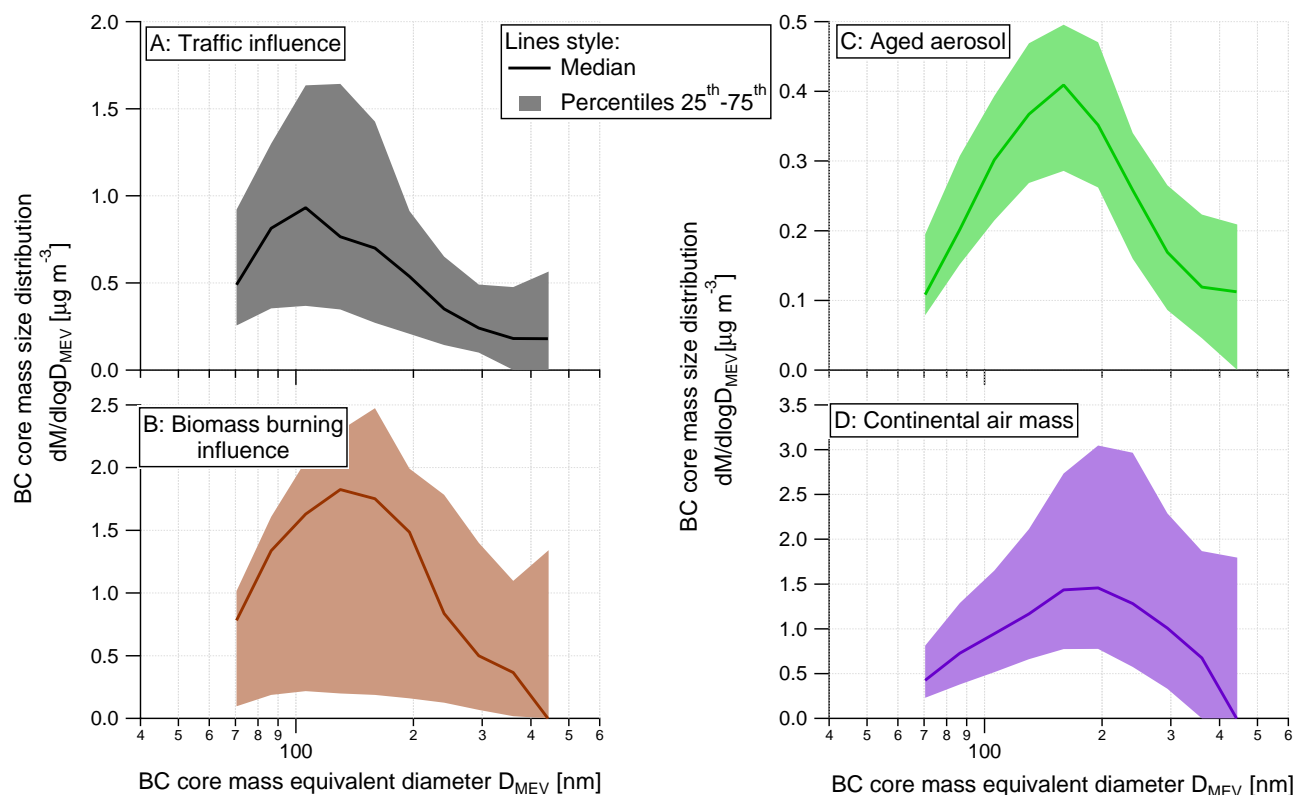 A: Traffic influence
Lines style:
Median
Percentiles 25th-75th
2.0
1.5
1.0
0.5
0.0
BC core mass size distribution
dM/dlogDMEV [µg m-3]
B: Biomass burning
influence
2.5
2.0
1.5
1.0
0.5
0.0
4 5 6 7 8 9 2 3 4 5 6
100
BC core mass equivalent diameter DMEV [nm]
C: Aged aerosol
0.5
0.4
0.3
0.2
0.1
0.0
BC core mass size distribution
dM/dlogDMEV[µg m-3]
D: Continental air mass
3.5
3.0
2.5
2.0
1.5
1.0
0.5
0.0
4 5 6 7 8 9 2 3 4 5 6
100
BC core mass equivalent diameter DMEV [nm]